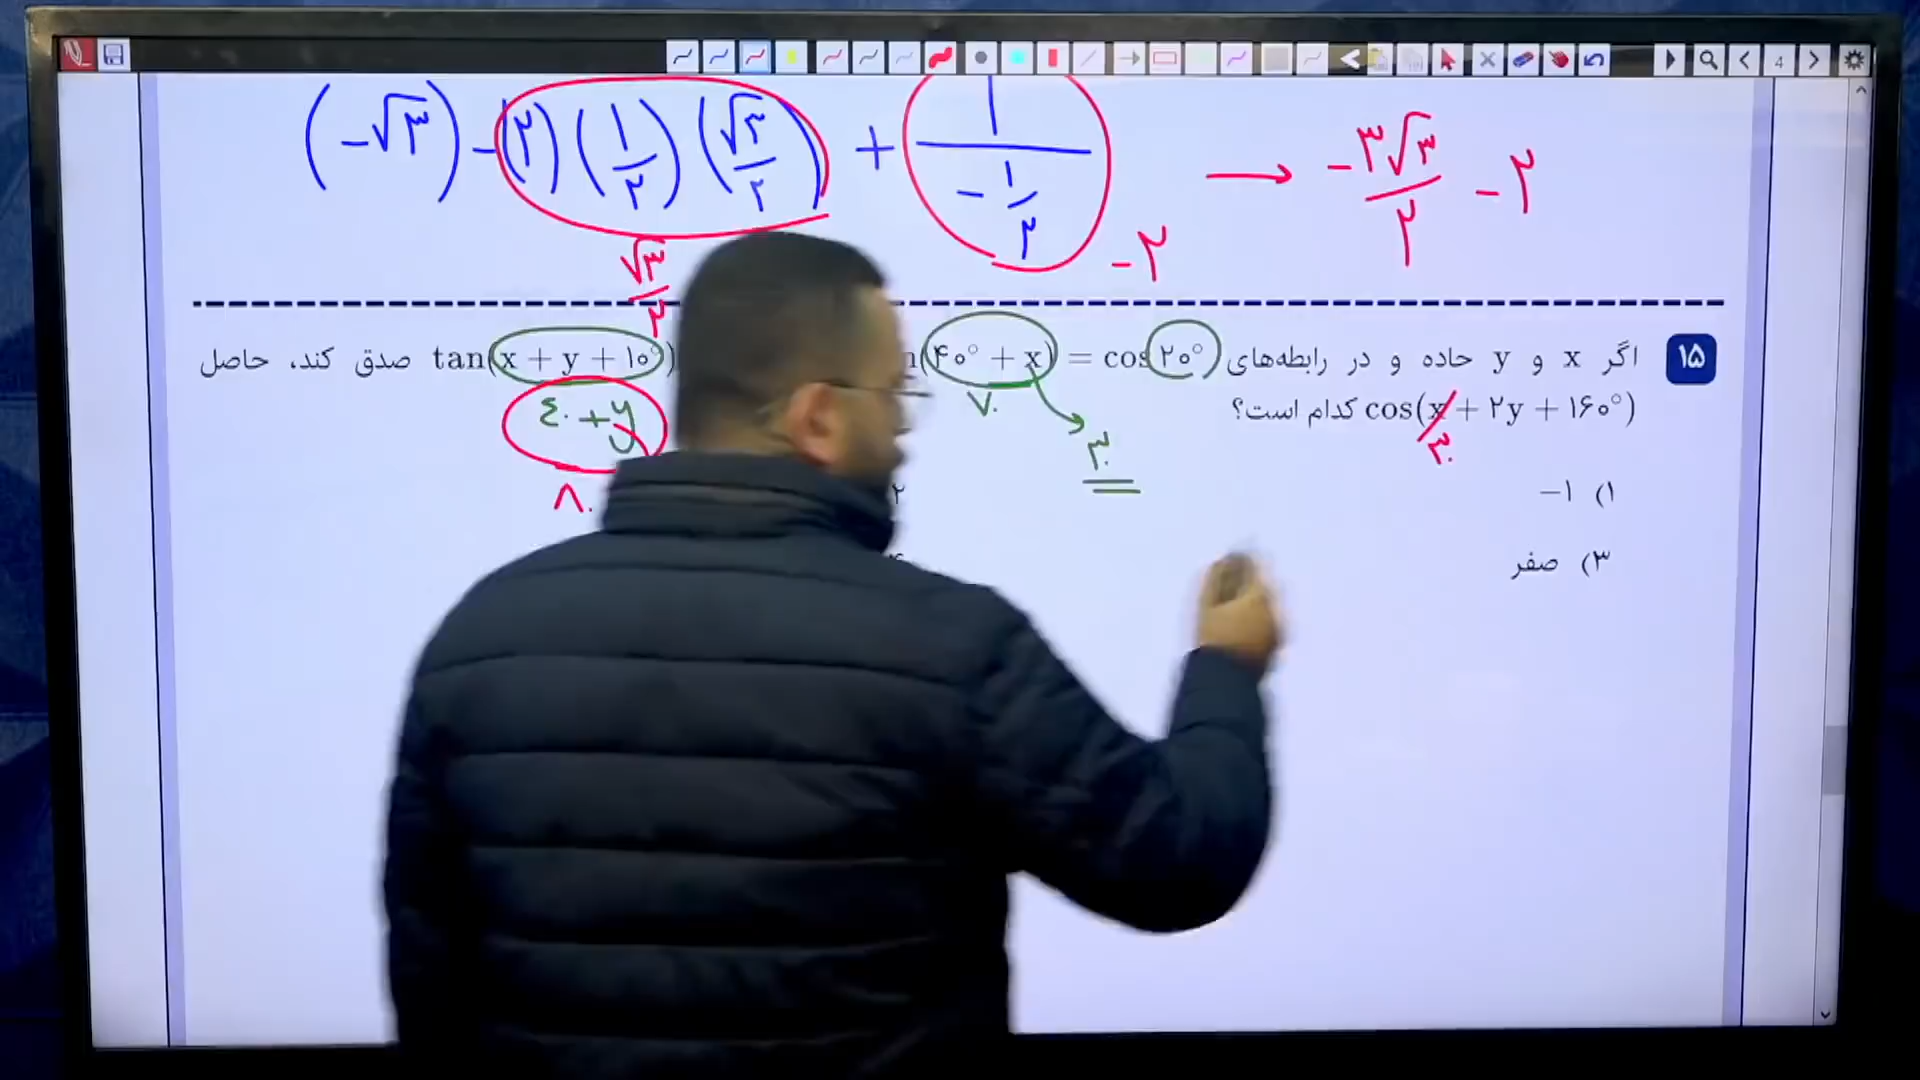 4
(-√۳) - (۲)(۱/۲)(√۳/۲) + ۱/(-۱/۲) → -۳√۳/۲ - ۲
√۳/۲
-۲
۱۵ اگر x و y حاده و در رابطه‌های (۴۰° + x) = cos ۲۰° tan(x + y + ۱۰°) صدق کند، حاصل
cos(x + ۲y + ۱۶۰°) کدام است؟
۷۰
۳۰
۴۰ + y
۸۰
۳۰
۱) -۱
۳) صفر